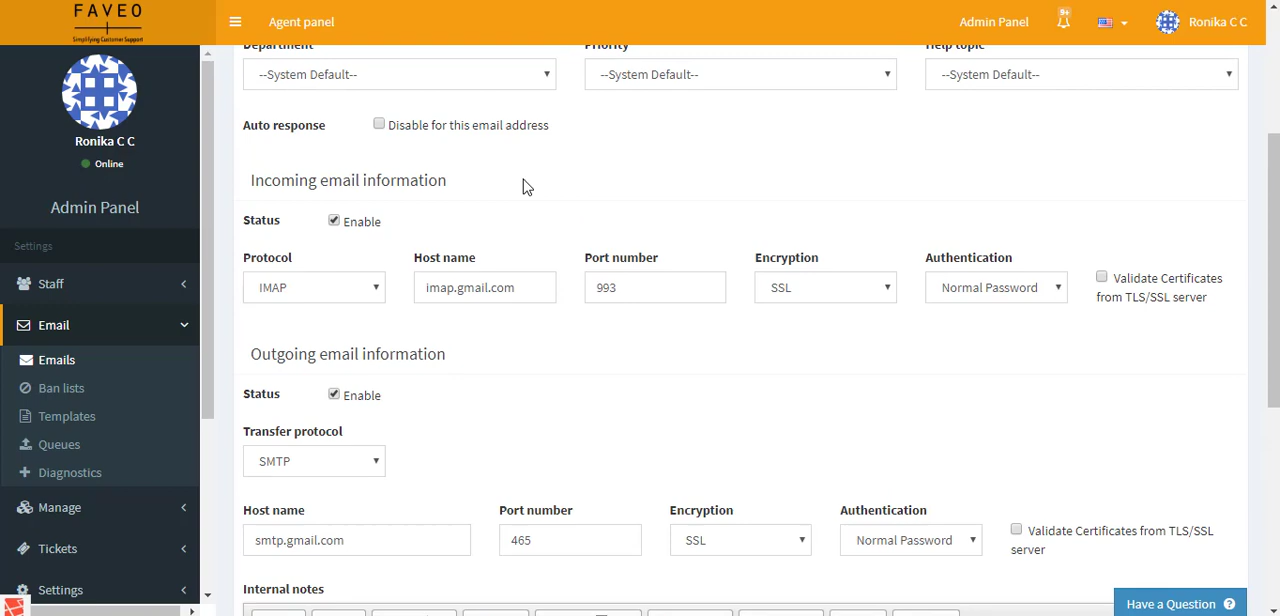 FAVEO
Simplifying Customer Support
Agent panel
Admin Panel
9+
Ronika C C
Ronika C C
Online
Admin Panel
Settings
Staff
Email
Emails
Ban lists
Templates
Queues
Diagnostics
Manage
Tickets
Settings
Department
Priority
Help topic
--System Default--
--System Default--
--System Default--
Auto response
Disable for this email address
Incoming email information
Status
Enable
Protocol
Host name
Port number
Encryption
Authentication
IMAP
imap.gmail.com
993
SSL
Normal Password
Validate Certificates
from TLS/SSL server
Outgoing email information
Status
Enable
Transfer protocol
SMTP
Host name
Port number
Encryption
Authentication
smtp.gmail.com
465
SSL
Normal Password
Validate Certificates from TLS/SSL
server
Internal notes
Have a Question